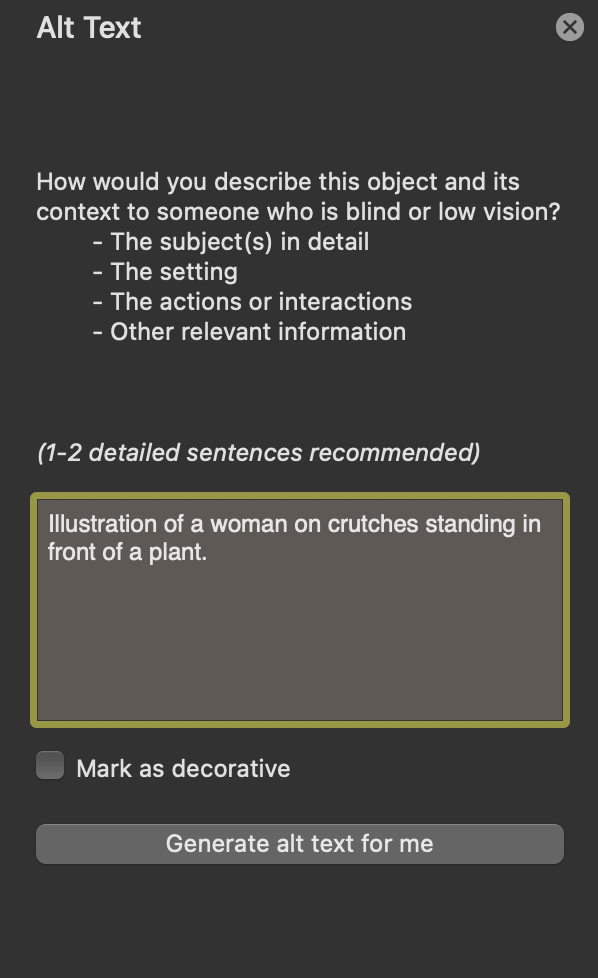 Alt Text
How would you describe this object and its
context to someone who is blind or low vision?
- The subject(s) in detail
- The setting
- The actions or interactions
- Other relevant information
(1-2 detailed sentences recommended)
Illustration of a woman on crutches standing in
front of a plant.
Mark as decorative
Generate alt text for me